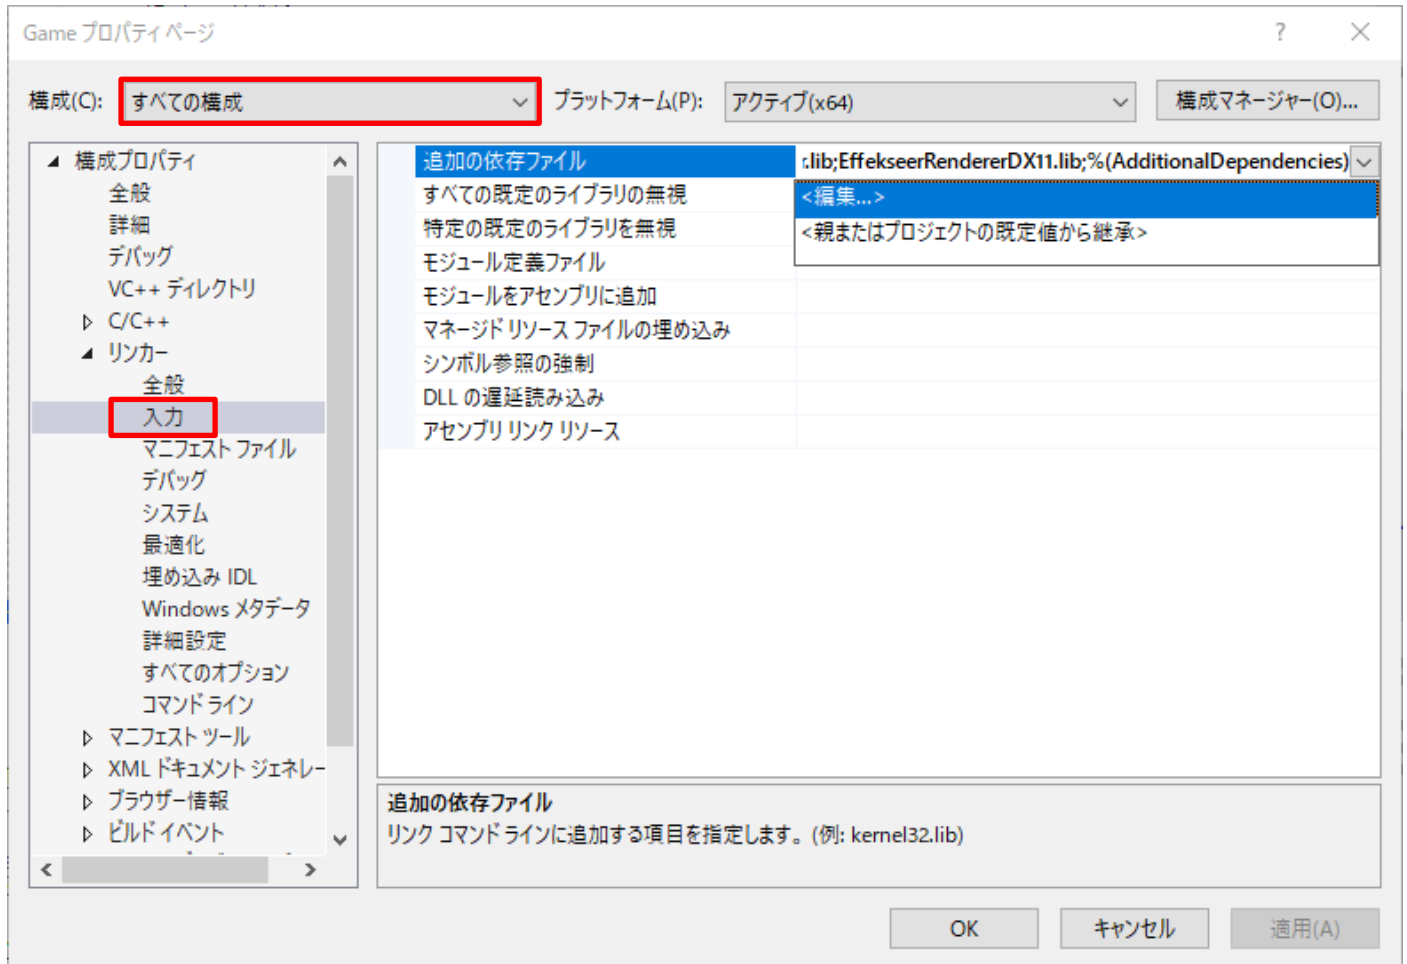 Game プロパティ ページ
?
構成(C):
すべての構成
プラットフォーム(P):
アクティブ(x64)
構成マネージャー(O)...
構成プロパティ
全般
詳細
デバッグ
VC++ ディレクトリ
C/C++
リンカー
全般
入力
マニフェスト ファイル
デバッグ
システム
最適化
埋め込み IDL
Windows メタデータ
詳細設定
すべてのオプション
コマンド ライン
マニフェスト ツール
XML ドキュメント ジェネレー
ブラウザー情報
ビルド イベント
追加の依存ファイル
.lib;EffekseerRendererDX11.lib;%(AdditionalDependencies)
すべての既定のライブラリの無視
<編集...>
特定の既定のライブラリを無視
<親またはプロジェクトの既定値から継承>
モジュール定義ファイル
モジュールをアセンブリに追加
マネージド リソース ファイルの埋め込み
シンボル参照の強制
DLL の遅延読み込み
アセンブリ リンク リソース
追加の依存ファイル
リンク コマンド ラインに追加する項目を指定します。(例: kernel32.lib)
OK
キャンセル
適用(A)